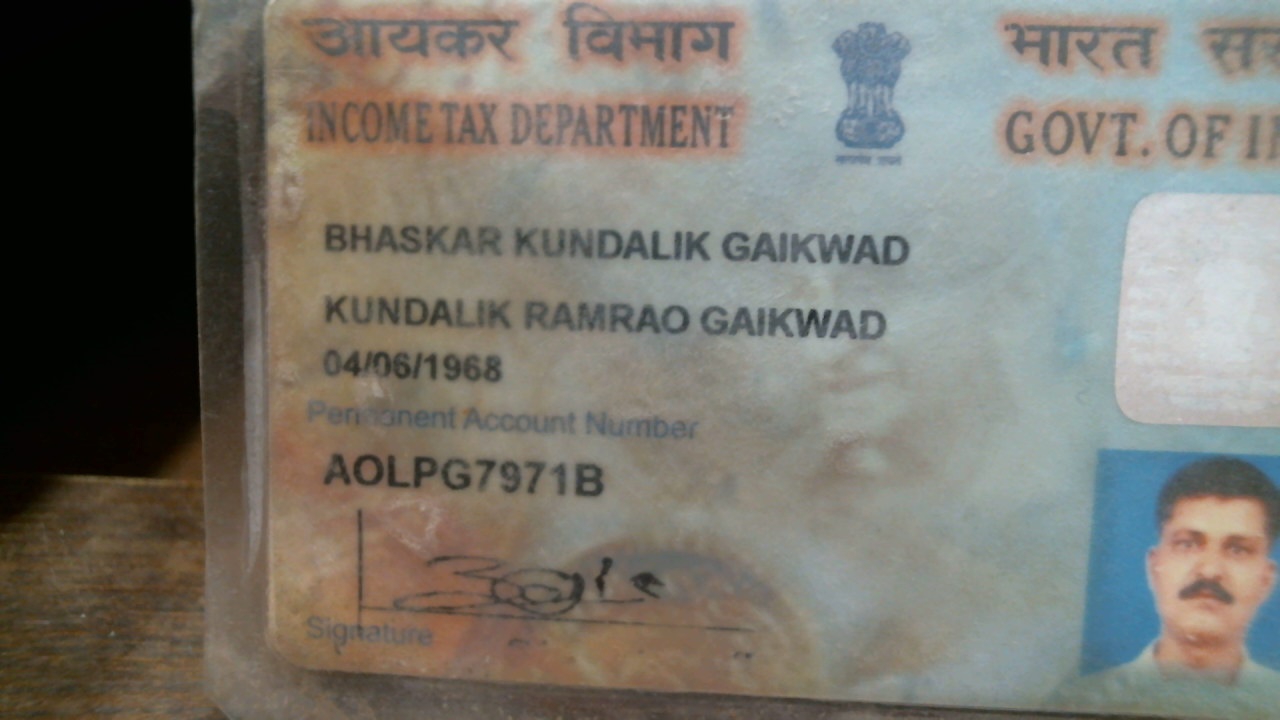 आयकर विभाग
INCOME TAX DEPARTMENT
भारत
GOVT. OF
BHASKAR KUNDALIK GAIKWAD
KUNDALIK RAMRAO GAIKWAD
04/06/1968
Permanent Account Number
AOLPG7971B
Signature